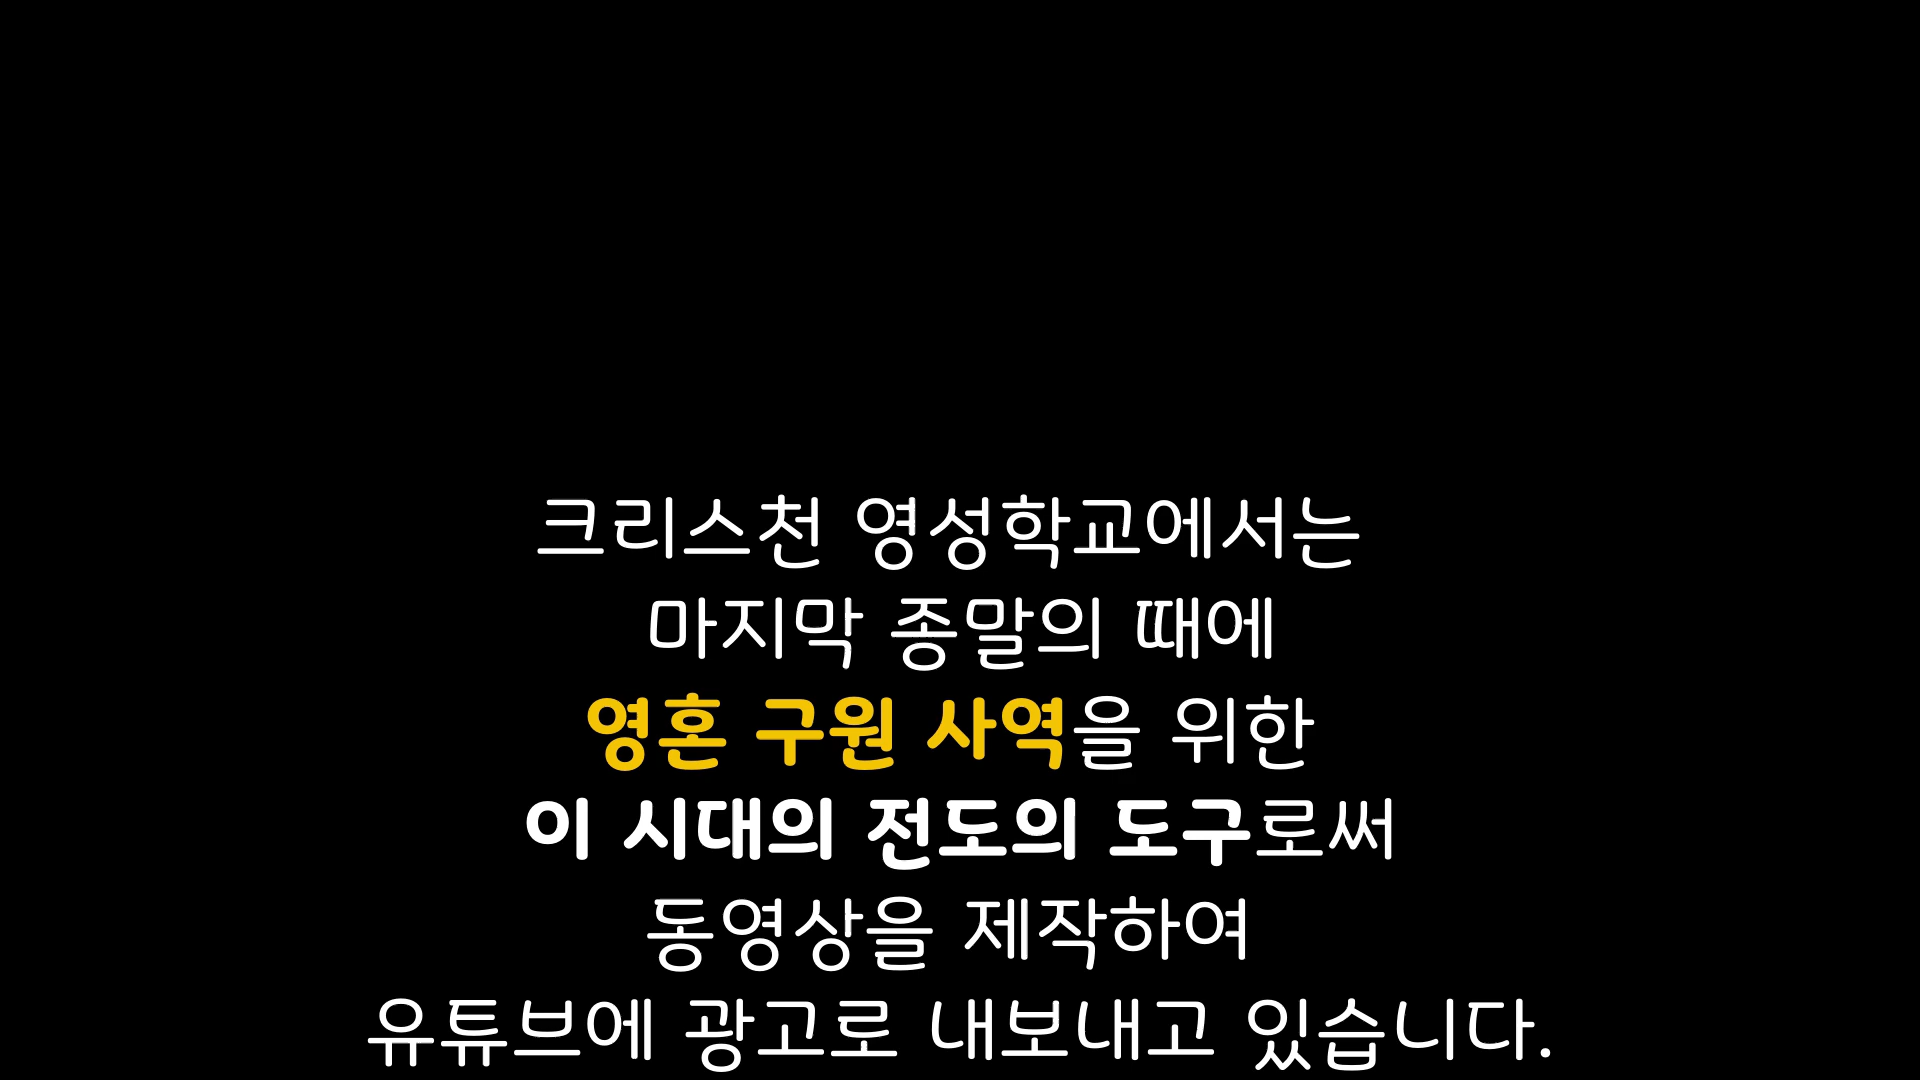 크리스천 영성학교에서는
마지막 종말의 때에
영혼 구원 사역을 위한
이 시대의 전도의 도구로써
동영상을 제작하여
유튜브에 광고로 내보내고 있습니다.